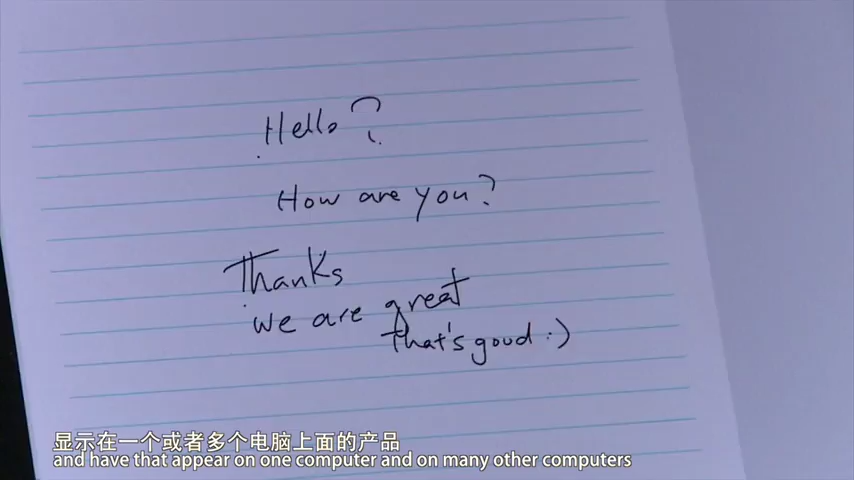 Hello?
How are you?
Thanks
we are great
that's good :)
显示在一个或者多个电脑上面的产品
and have that appear on one computer and on many other computers